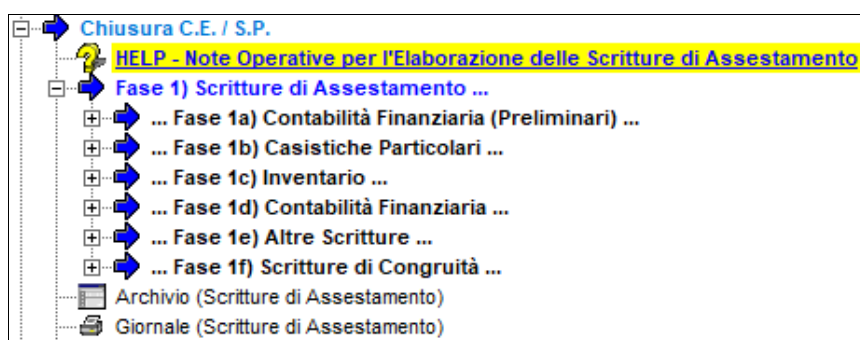 Chiusura C.E. / S.P.
HELP - Note Operative per l'Elaborazione delle Scritture di Assestamento
Fase 1) Scritture di Assestamento ...
... Fase 1a) Contabilità Finanziaria (Preliminari) ...
... Fase 1b) Casistiche Particolari ...
... Fase 1c) Inventario ...
... Fase 1d) Contabilità Finanziaria ...
... Fase 1e) Altre Scritture ...
... Fase 1f) Scritture di Congruità ...
Archivio (Scritture di Assestamento)
Giornale (Scritture di Assestamento)